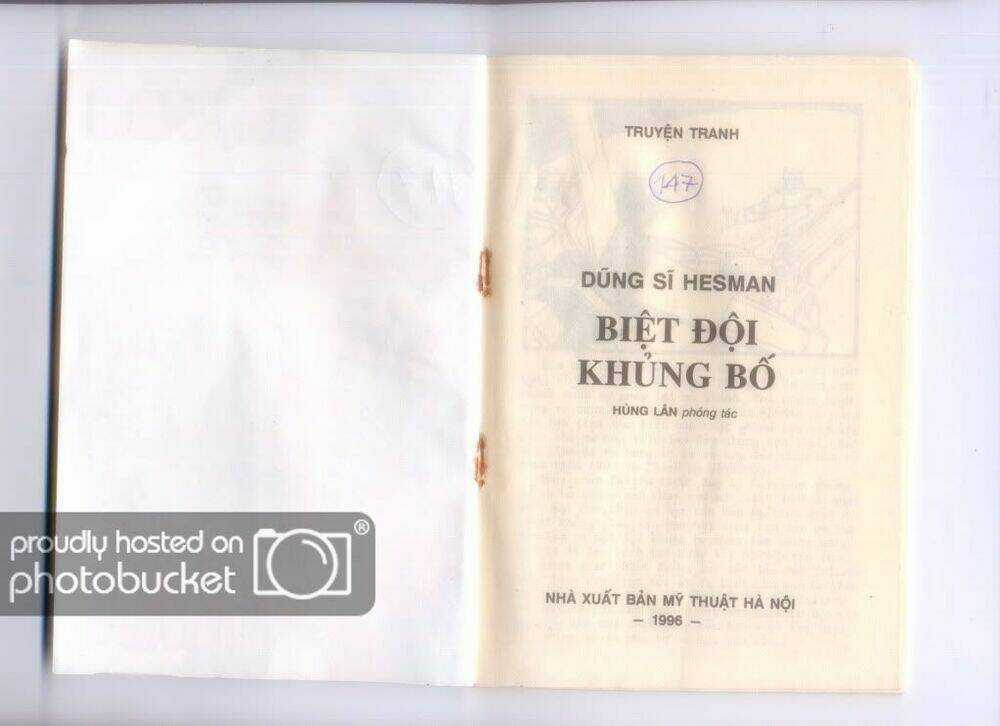 TRUYỆN TRANH
147
DŨNG SĨ HESMAN
BIỆT ĐỘI
KHỦNG BỐ
HÙNG LÂN phóng tác
NHÀ XUẤT BẢN MỸ THUẬT HÀ NỘI
– 1996 –
proudly hosted on
photobucket®